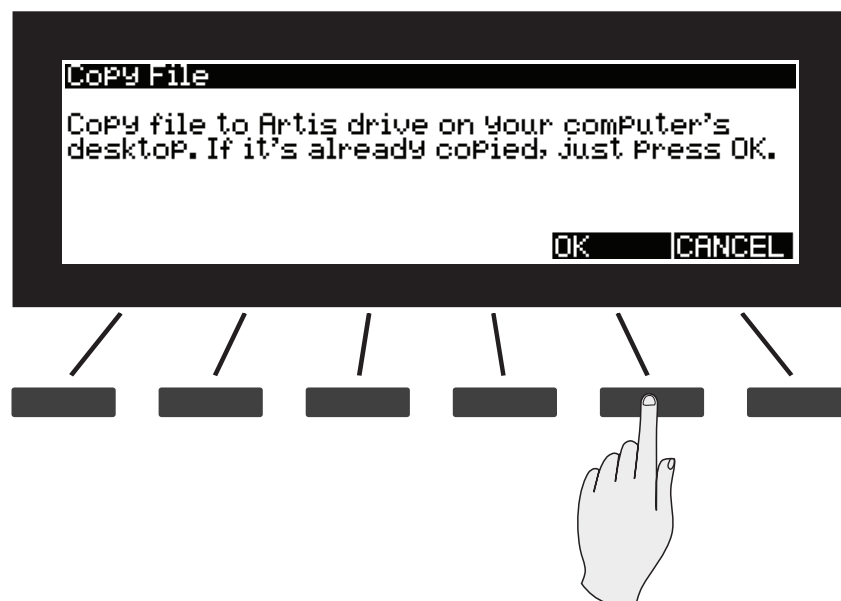 Copy File
Copy file to Artis drive on your computer's
desktop. If it's already copied, just Press OK.
OK CANCEL